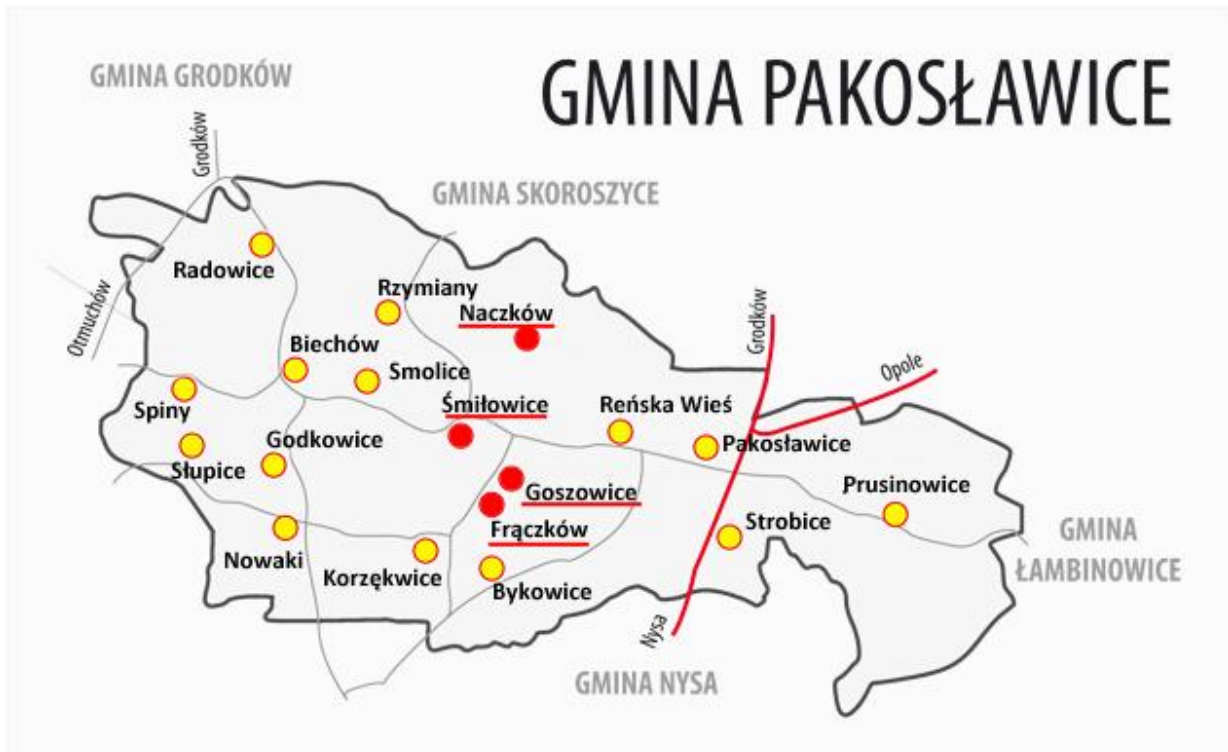 GMINA PAKOSŁAWICE
GMINA GRODKÓW
Grodków
GMINA SKOROSZYCE
Radowice
Rzymiany
Naczków
Otmuchów
Grodków
Biechów
Smolice
Opole
Spiny
Śmiłowice
Reńska Wieś
Godkowice
Pakosławice
Słupice
Goszowice
Prusinowice
Frączków
Strobice
GMINA
ŁAMBINOWICE
Nowaki
Korzękwice
Bykowice
Nysa
GMINA NYSA